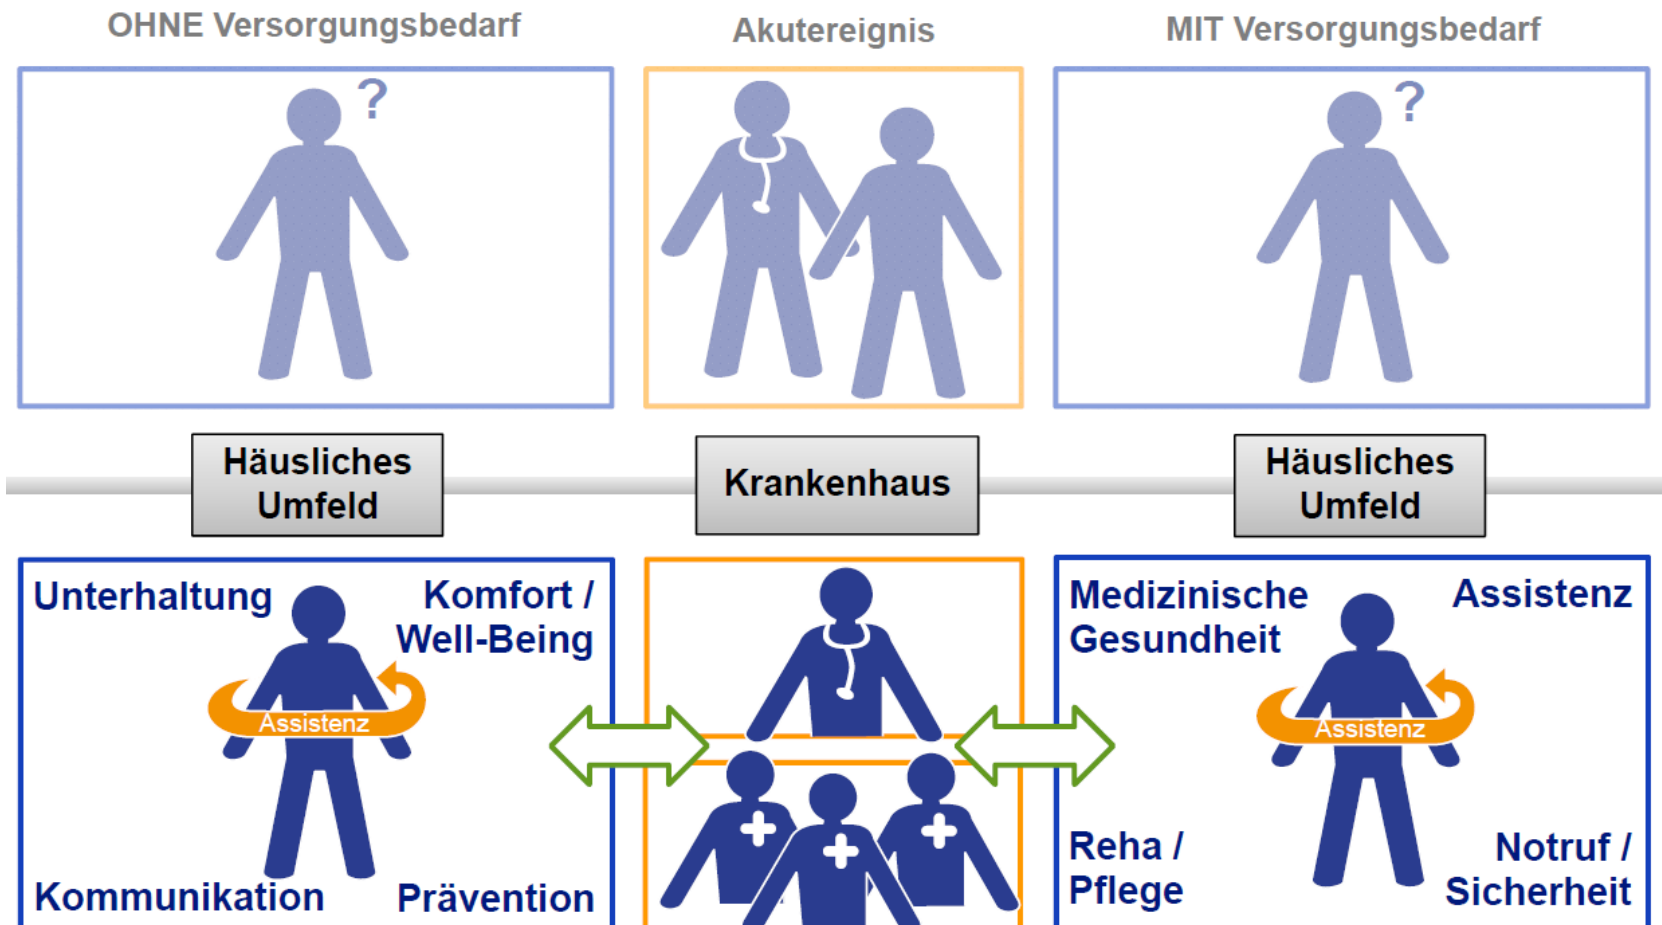 OHNE Versorgungsbedarf
Akutereignis
MIT Versorgungsbedarf
?
?
Häusliches
Umfeld
Krankenhaus
Häusliches
Umfeld
Unterhaltung
Komfort /
Well-Being
Assistenz
Kommunikation
Prävention
Medizinische
Gesundheit
Assistenz
Assistenz
Reha /
Pflege
Notruf /
Sicherheit